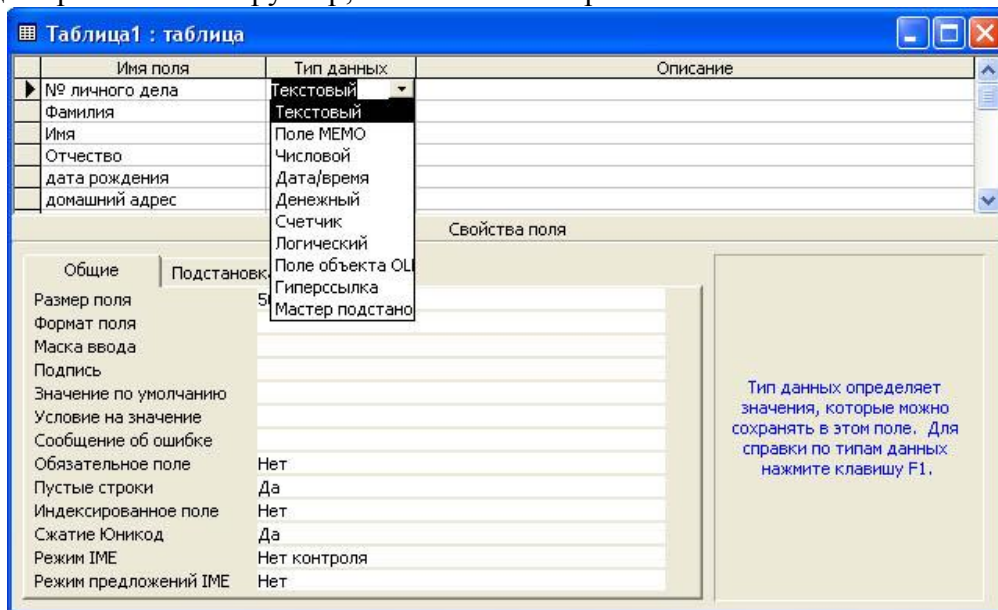 Таблица1 : таблица
Имя поля Тип данных Описание
№ личного дела Текстовый
Фамилия Текстовый
Имя Поле MEMO
Отчество Числовой
дата рождения Дата/время
домашний адрес Денежный
Счетчик
Свойства поля
Логический
Общие
Поле объекта OL
Гиперссылка
Размер поля
Мастер подстано
Формат поля
Маска ввода
Подпись
Значение по умолчанию
Условие на значение
Сообщение об ошибке
Обязательное поле Нет
Пустые строки Да
Индексированное поле Нет
Сжатие Юникод Да
Режим IME Нет контроля
Режим предложений IME Нет
Тип данных определяет
значения, которые можно
сохранять в этом поле. Для
справки по типам данных
нажмите клавишу F1.